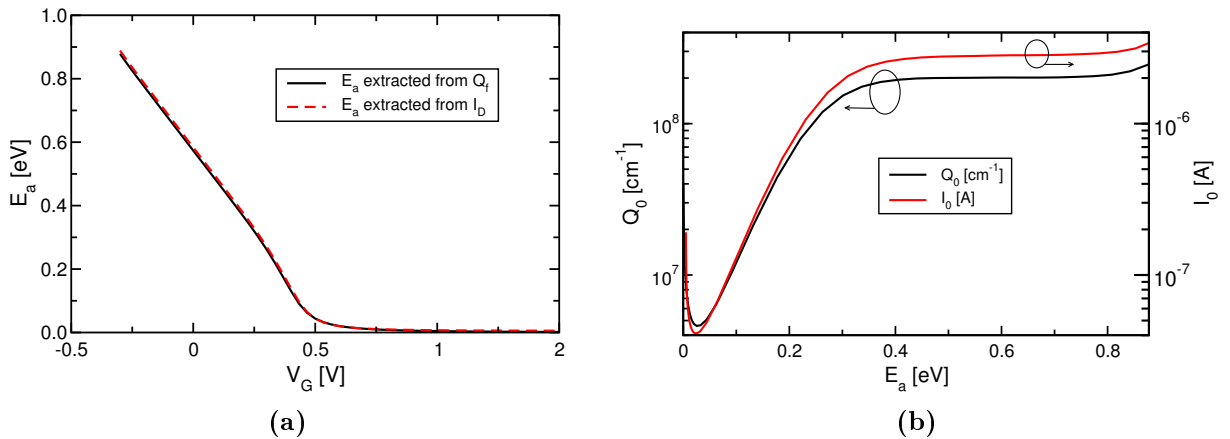 1.0
0.8
0.6
0.4
0.2
0.0
E_a [eV]
E_a extracted from Q_f
E_a extracted from I_D
-0.5 0 0.5 1 2
V_G [V]
(a)
10^8
10^7
Q_0 [cm^-1]
Q_0 [cm^-1]
I_0 [A]
10^-6
10^-7
I_0 [A]
0 0.2 0.4 0.6 0.8
E_a [eV]
(b)